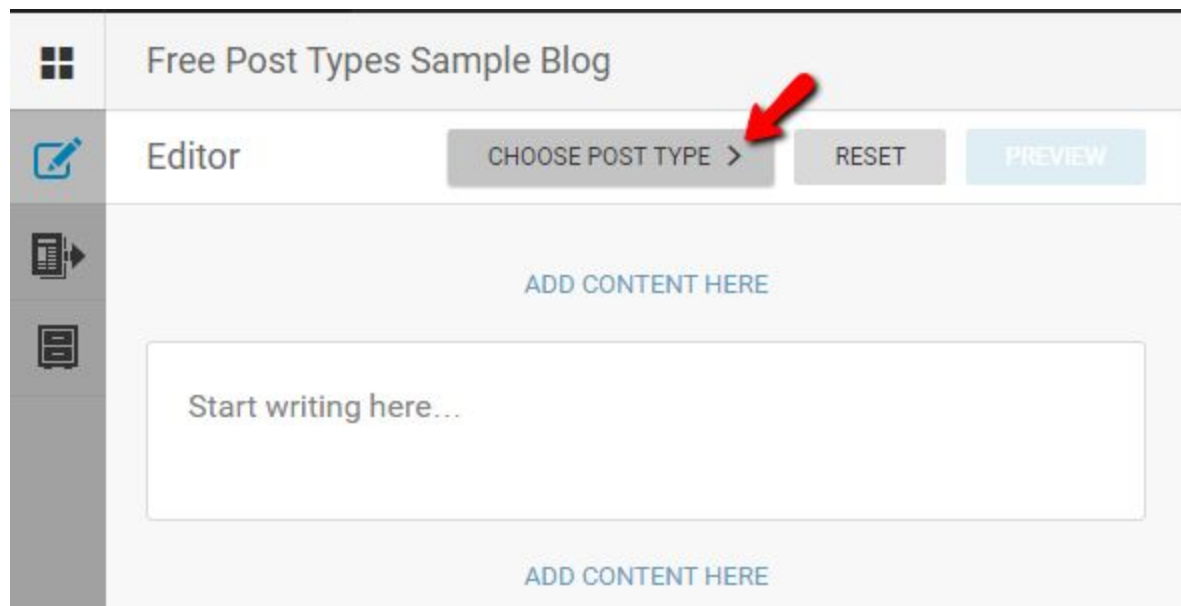 Free Post Types Sample Blog
Editor
CHOOSE POST TYPE >
RESET
PREVIEW
ADD CONTENT HERE
Start writing here...
ADD CONTENT HERE